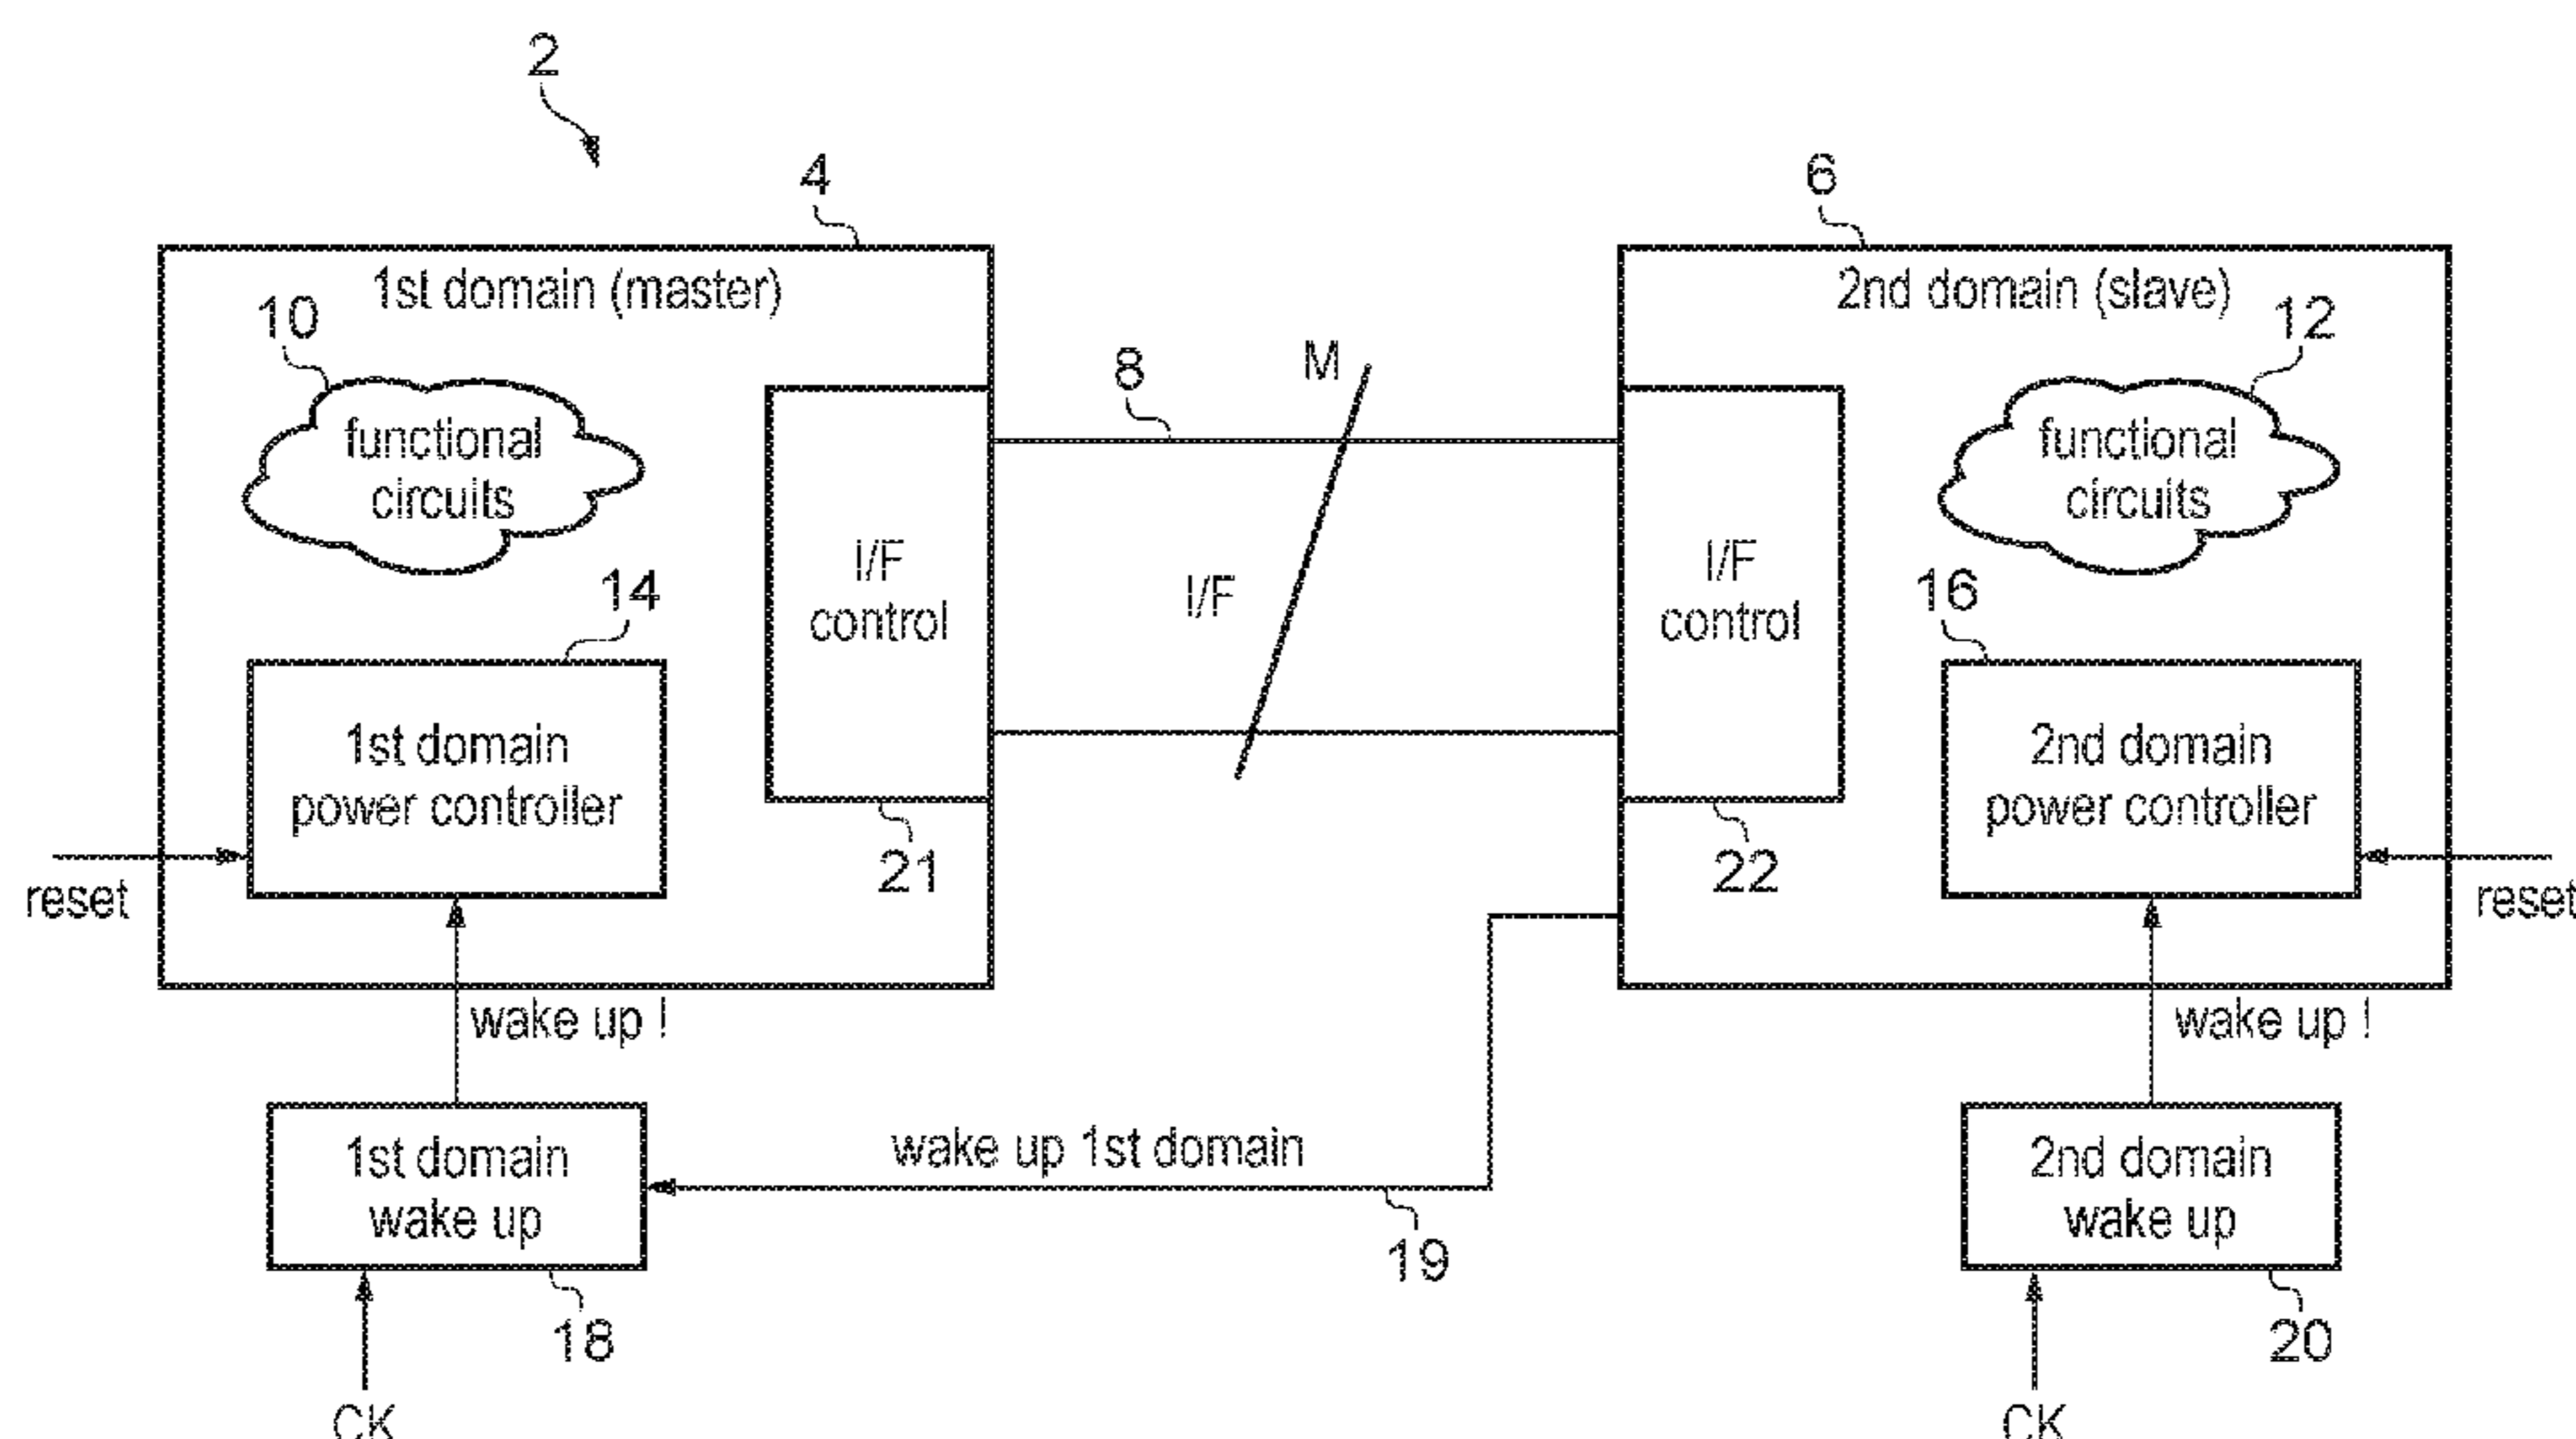 2
4
6
1st domain (master)
2nd domain (slave)
10
12
M
8
functional
circuits
functional
circuits
I/F
control
I/F
I/F
control
14
16
1st domain
power controller
2nd domain
power controller
21
22
reset
reset
wake up !
wake up !
1st domain
wake up
wake up 1st domain
2nd domain
wake up
19
18
20
CK
CK